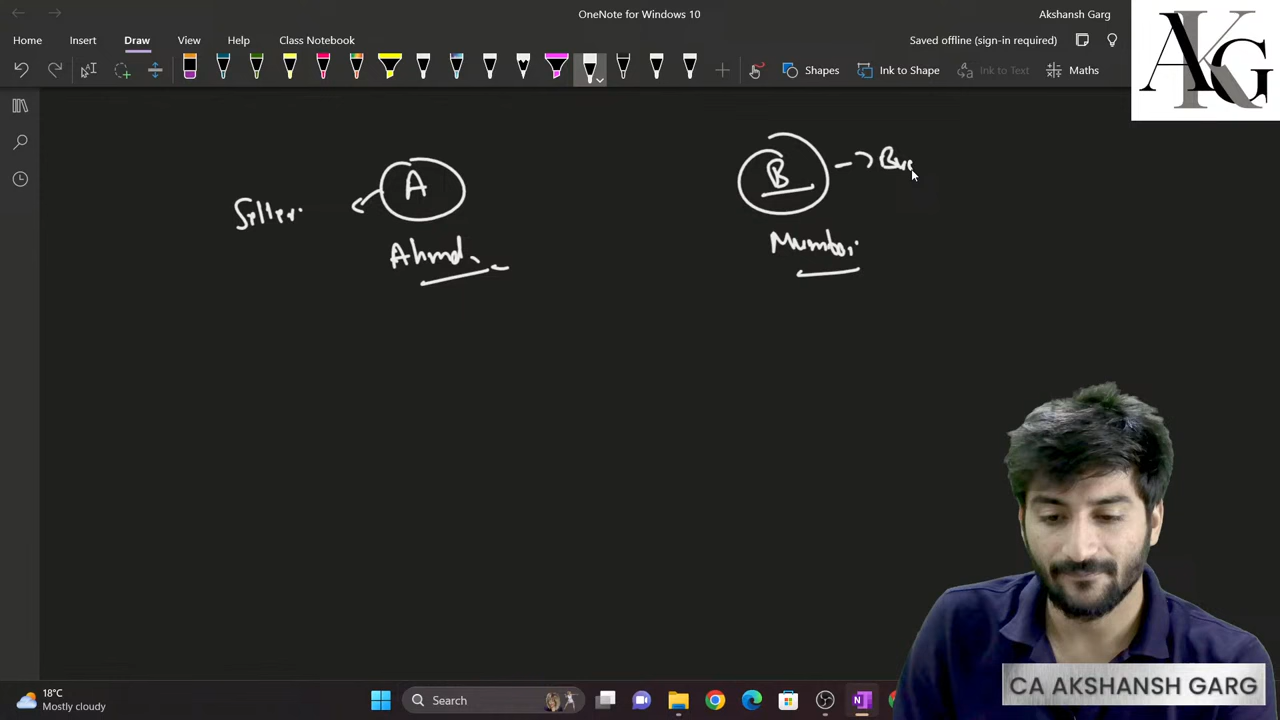 OneNote for Windows 10
Akshansh Garg
Home Insert Draw View Help Class Notebook
Saved offline (sign-in required)
Shapes Ink to Shape Ink to Text Maths
AKG
A
B
Seller
Ahmd.
Mumbai
CA AKSHANSH GARG
18°C
Mostly cloudy
Search